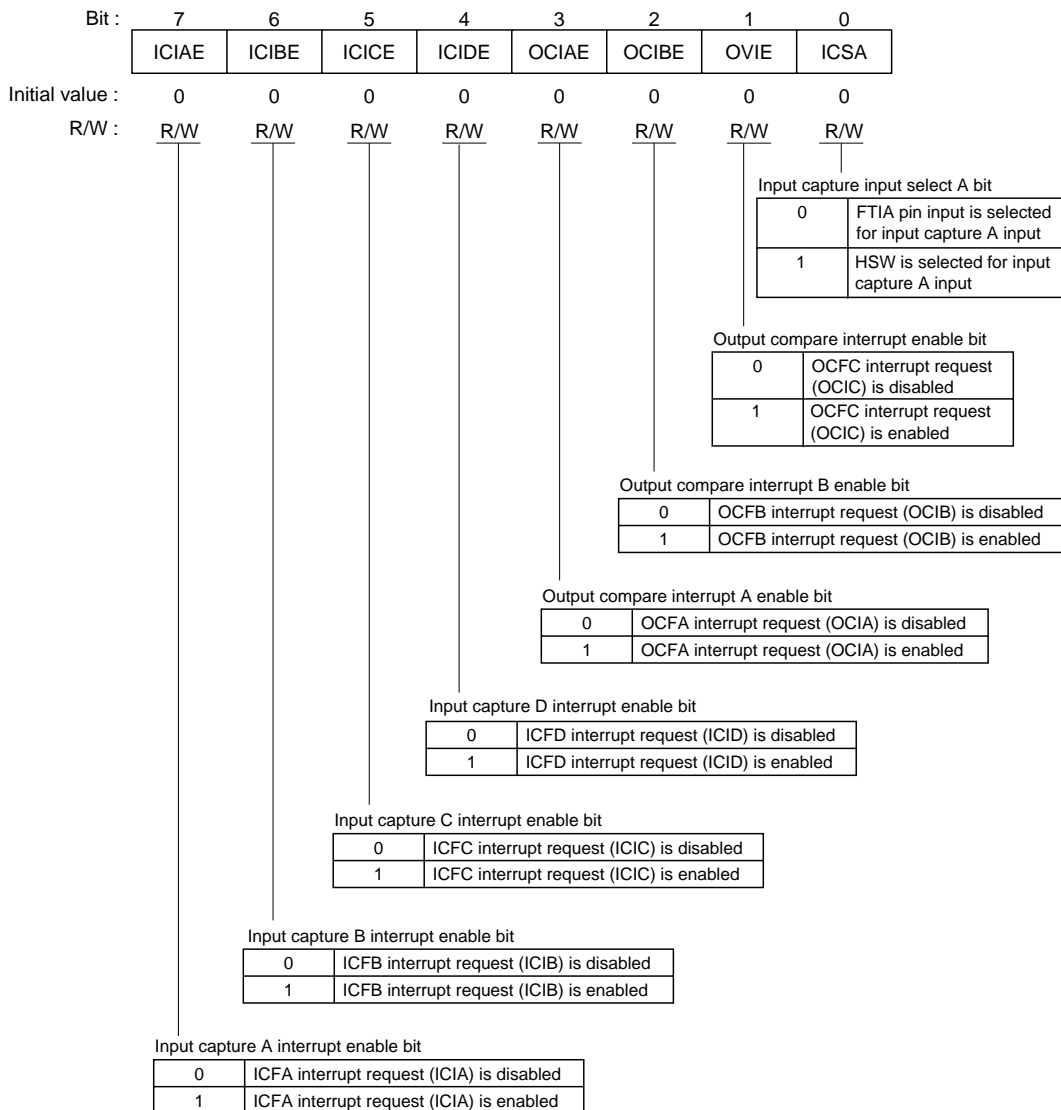 Bit : 7 6 5 4 3 2 1 0
ICIAE ICIBE ICICE ICIDE OCIAE OCIBE OVIE ICSA
Initial value : 0 0 0 0 0 0 0 0
R/W : R/W R/W R/W R/W R/W R/W R/W R/W
Input capture input select A bit
0 FTIA pin input is selected
for input capture A input
1 HSW is selected for input
capture A input
Output compare interrupt enable bit
0 OCFC interrupt request
(OCIC) is disabled
1 OCFC interrupt request
(OCIC) is enabled
Output compare interrupt B enable bit
0 OCFB interrupt request (OCIB) is disabled
1 OCFB interrupt request (OCIB) is enabled
Output compare interrupt A enable bit
0 OCFA interrupt request (OCIA) is disabled
1 OCFA interrupt request (OCIA) is enabled
Input capture D interrupt enable bit
0 ICFD interrupt request (ICID) is disabled
1 ICFD interrupt request (ICID) is enabled
Input capture C interrupt enable bit
0 ICFC interrupt request (ICIC) is disabled
1 ICFC interrupt request (ICIC) is enabled
Input capture B interrupt enable bit
0 ICFB interrupt request (ICIB) is disabled
1 ICFB interrupt request (ICIB) is enabled
Input capture A interrupt enable bit
0 ICFA interrupt request (ICIA) is disabled
1 ICFA interrupt request (ICIA) is enabled